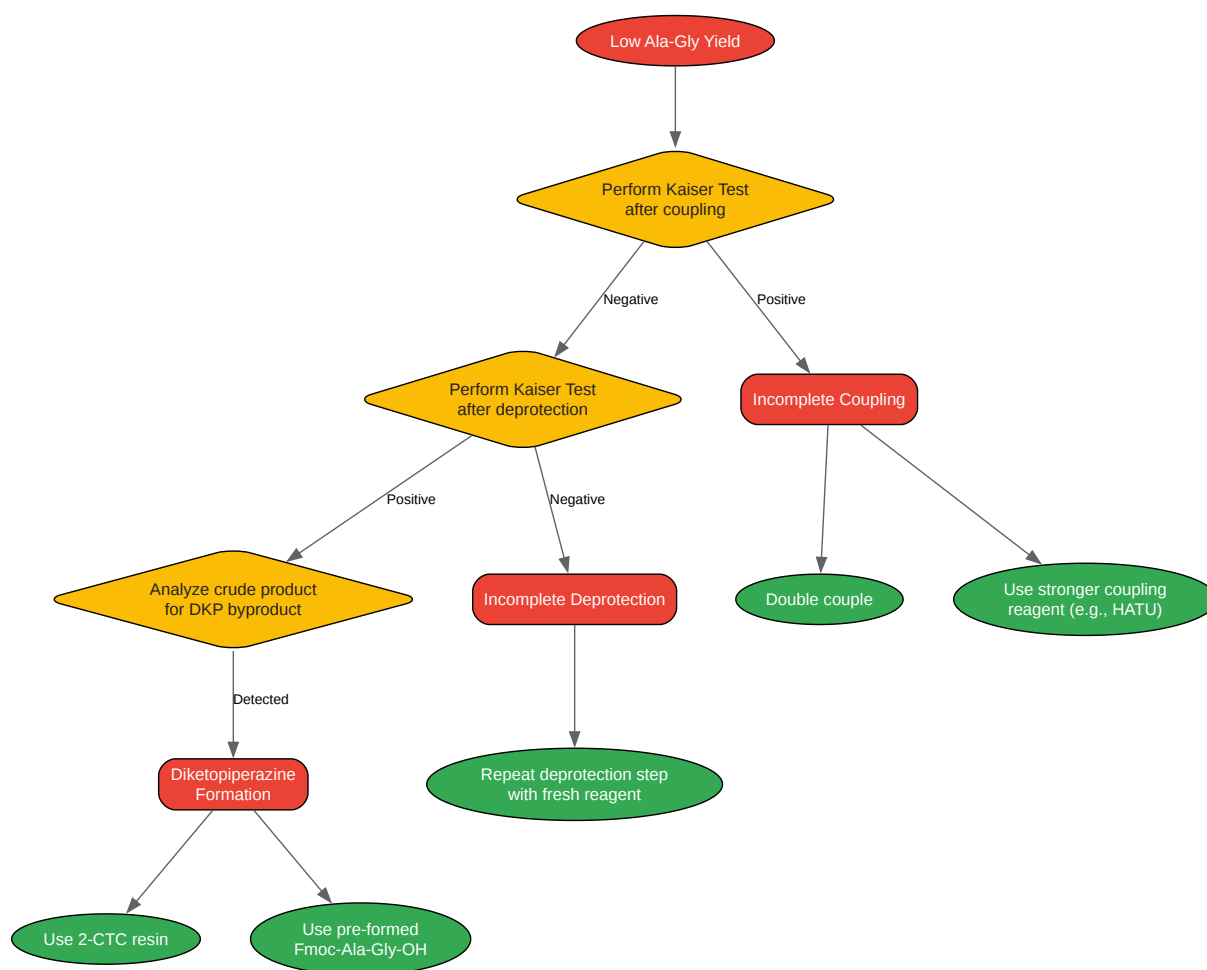 Low Ala-Gly Yield
Perform Kaiser Test
after coupling
Negative
Positive
Perform Kaiser Test
after deprotection
Incomplete Coupling
Positive
Negative
Analyze crude product
for DKP byproduct
Incomplete Deprotection
Double couple
Use stronger coupling
reagent (e.g., HATU)
Detected
Diketopiperazine
Formation
Repeat deprotection step
with fresh reagent
Use 2-CTC resin
Use pre-formed
Fmoc-Ala-Gly-OH